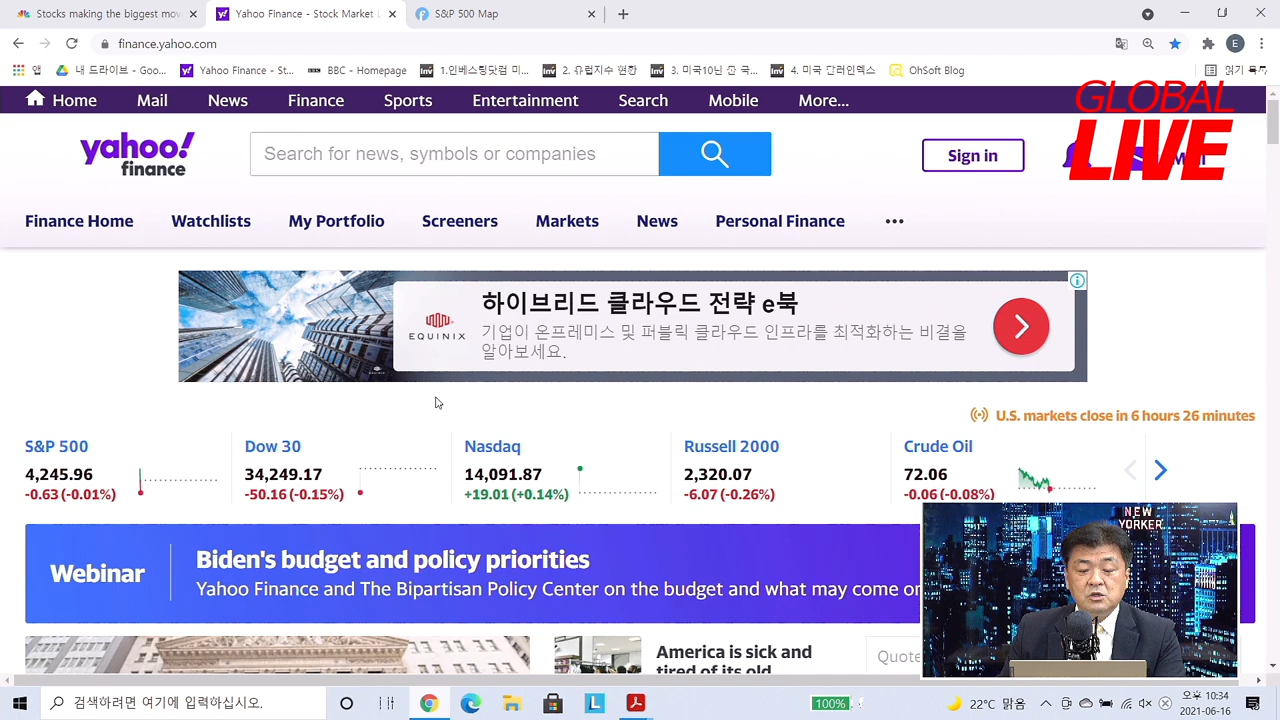 Stocks making the biggest mov
Yahoo Finance - Stock Market L
S&P 500 Map
finance.yahoo.com
앱
내 드라이브 - Goo...
Yahoo Finance - St...
BBC - Homepage
1.인베스팅닷컴 미...
2. 유럽지수 현황
3. 미국10년 굮 국...
4. 미국 달러인덱스
OhSoft Blog
읽기 목록
Home
Mail
News
Finance
Sports
Entertainment
Search
Mobile
More...
GLOBAL
LIVE
yahoo!
finance
Search for news, symbols or companies
Sign in
Mail
Finance Home
Watchlists
My Portfolio
Screeners
Markets
News
Personal Finance
EQUINIX
하이브리드 클라우드 전략 e북
기업이 온프레미스 및 퍼블릭 클라우드 인프라를 최적화하는 비결을
알아보세요.
U.S. markets close in 6 hours 26 minutes
S&P 500
4,245.96
-0.63 (-0.01%)
Dow 30
34,249.17
-50.16 (-0.15%)
Nasdaq
14,091.87
+19.01 (+0.14%)
Russell 2000
2,320.07
-6.07 (-0.26%)
Crude Oil
72.06
-0.06 (-0.08%)
Webinar
Biden's budget and policy priorities
Yahoo Finance and The Bipartisan Policy Center on the budget and what may come or
NEW
YORKER
America is sick and
tired of its old
Quote
검색하려면 여기에 입력하십시오.
100%
22°C 맑음
오후 10:34
2021-06-16